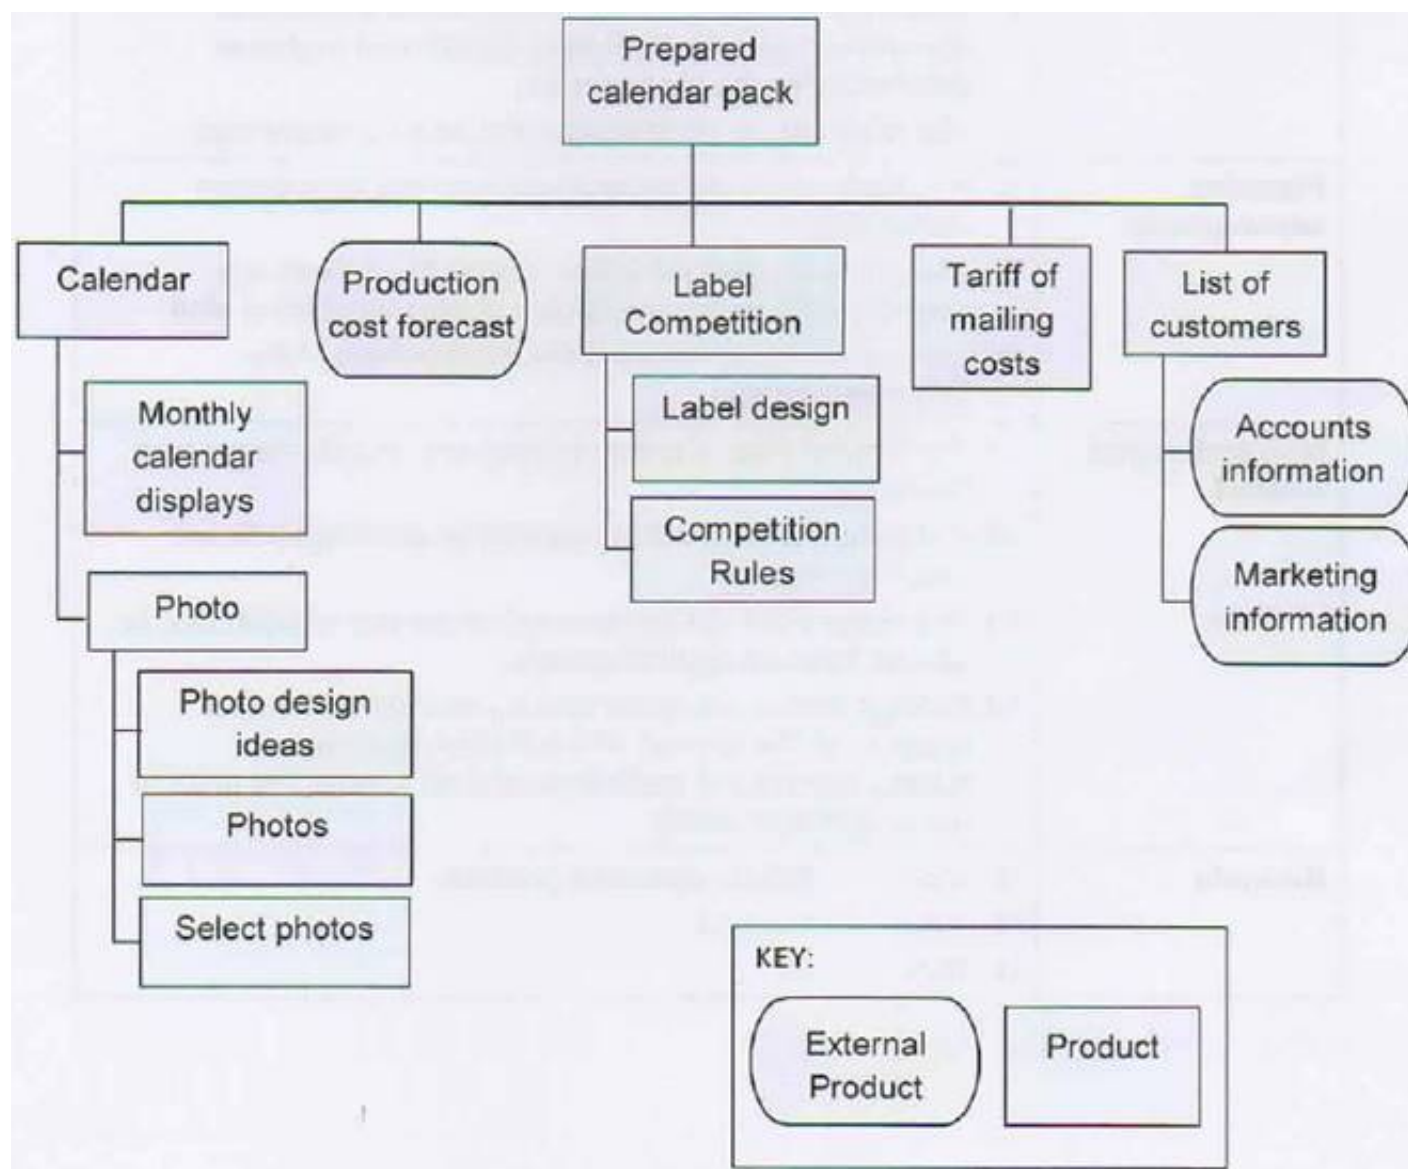 Prepared
calendar pack
Calendar
Production
cost forecast
Label
Competition
Tariff of
mailing
costs
List of
customers
Monthly
calendar
displays
Photo
Photo design
ideas
Photos
Select photos
Label design
Competition
Rules
Accounts
information
Marketing
information
KEY:
External
Product
Product